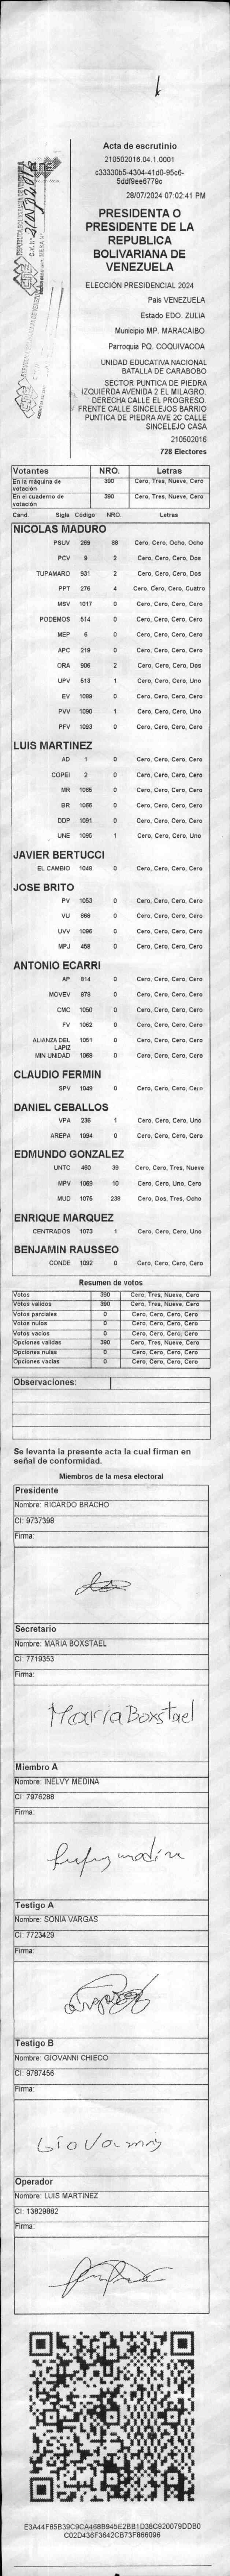 Acta de escrutinio
210502016.04.1.0001
c33330b5-4304-41d0-95c6-
5ddf9ee6779c
28/07/2024 07:02:41 PM
PRESIDENTA O
PRESIDENTE DE LA
REPUBLICA
BOLIVARIANA DE
VENEZUELA
ELECCIÓN PRESIDENCIAL 2024
Pais VENEZUELA
Estado EDO. ZULIA
Municipio MP. MARACAIBO
Parroquia PQ. COQUIVACOA
UNIDAD EDUCATIVA NACIONAL
BATALLA DE CARABOBO
SECTOR PUNTICA DE PIEDRA
IZQUIERDA AVENIDA 2 EL MILAGRO.
DERECHA CALLE EL PROGRESO.
FRENTE CALLE SINCELEJOS BARRIO
PUNTICA DE PIEDRA AVE 2C CALLE
SINCELEJO CASA
210502016
728 Electores
Votantes NRO. Letras
En la máquina de votación 390 Cero, Tres, Nueve, Cero
En el cuaderno de votación 390 Cero, Tres, Nueve, Cero
Cand. Sigla Código NRO. Letras
NICOLAS MADURO
PSUV 269 88 Cero, Cero, Ocho, Ocho
PCV 9 2 Cero, Cero, Cero, Dos
TUPAMARO 931 2 Cero, Cero, Cero, Dos
PPT 276 4 Cero, Cero, Cero, Cuatro
MSV 1017 0 Cero, Cero, Cero, Cero
PODEMOS 514 0 Cero, Cero, Cero, Cero
MEP 6 0 Cero, Cero, Cero, Cero
APC 219 0 Cero, Cero, Cero, Cero
ORA 906 2 Cero, Cero, Cero, Dos
UPV 513 1 Cero, Cero, Cero, Uno
EV 1089 0 Cero, Cero, Cero, Cero
PVV 1090 1 Cero, Cero, Cero, Uno
PFV 1093 0 Cero, Cero, Cero, Cero
LUIS MARTINEZ
AD 1 0 Cero, Cero, Cero, Cero
COPEI 2 0 Cero, Cero, Cero, Cero
MR 1065 0 Cero, Cero, Cero, Cero
BR 1066 0 Cero, Cero, Cero, Cero
DDP 1091 0 Cero, Cero, Cero, Cero
UNE 1095 1 Cero, Cero, Cero, Uno
JAVIER BERTUCCI
EL CAMBIO 1048 0 Cero, Cero, Cero, Cero
JOSE BRITO
PV 1053 0 Cero, Cero, Cero, Cero
VU 868 0 Cero, Cero, Cero, Cero
UVV 1096 0 Cero, Cero, Cero, Cero
MPJ 458 0 Cero, Cero, Cero, Cero
ANTONIO ECARRI
AP 814 0 Cero, Cero, Cero, Cero
MOVEV 879 0 Cero, Cero, Cero, Cero
CMC 1050 0 Cero, Cero, Cero, Cero
FV 1062 0 Cero, Cero, Cero, Cero
ALIANZA DEL LAPIZ 1051 0 Cero, Cero, Cero, Cero
MIN UNIDAD 1068 0 Cero, Cero, Cero, Cero
CLAUDIO FERMIN
SPV 1049 0 Cero, Cero, Cero, Cero
DANIEL CEBALLOS
VPA 236 1 Cero, Cero, Cero, Uno
AREPA 1094 0 Cero, Cero, Cero, Cero
EDMUNDO GONZALEZ
UNTC 460 39 Cero, Cero, Tres, Nueve
MPV 1069 10 Cero, Cero, Uno, Cero
MUD 1075 238 Cero, Dos, Tres, Ocho
ENRIQUE MARQUEZ
CENTRADOS 1073 1 Cero, Cero, Cero, Uno
BENJAMIN RAUSSEO
CONDE 1092 0 Cero, Cero, Cero, Cero
Resumen de votos
Votos 390 Cero, Tres, Nueve, Cero
Votos validos 390 Cero, Tres, Nueve, Cero
Votos parciales 0 Cero, Cero, Cero, Cero
Votos nulos 0 Cero, Cero, Cero, Cero
Votos vacios 0 Cero, Cero, Cero, Cero
Opciones validas 390 Cero, Tres, Nueve, Cero
Opciones nulas 0 Cero, Cero, Cero, Cero
Opciones vacias 0 Cero, Cero, Cero, Cero
Observaciones:
Se levanta la presente acta la cual firman en
señal de conformidad.
Miembros de la mesa electoral
Presidente
Nombre: RICARDO BRACHO
CI: 9737398
Firma:
Secretario
Nombre: MARIA BOXSTAEL
CI: 7719353
Firma:
Maria Boxstael
Miembro A
Nombre: INELVY MEDINA
CI: 7976288
Firma:
Testigo A
Nombre: SONIA VARGAS
CI: 7723429
Firma:
Testigo B
Nombre: GIOVANNI CHIECO
CI: 9787456
Firma:
Operador
Nombre: LUIS MARTINEZ
CI: 13829882
Firma:
E3A44F85B39C9CA468B945E2BB1D38C920079DDB0
C02D436F3642CB73F866096